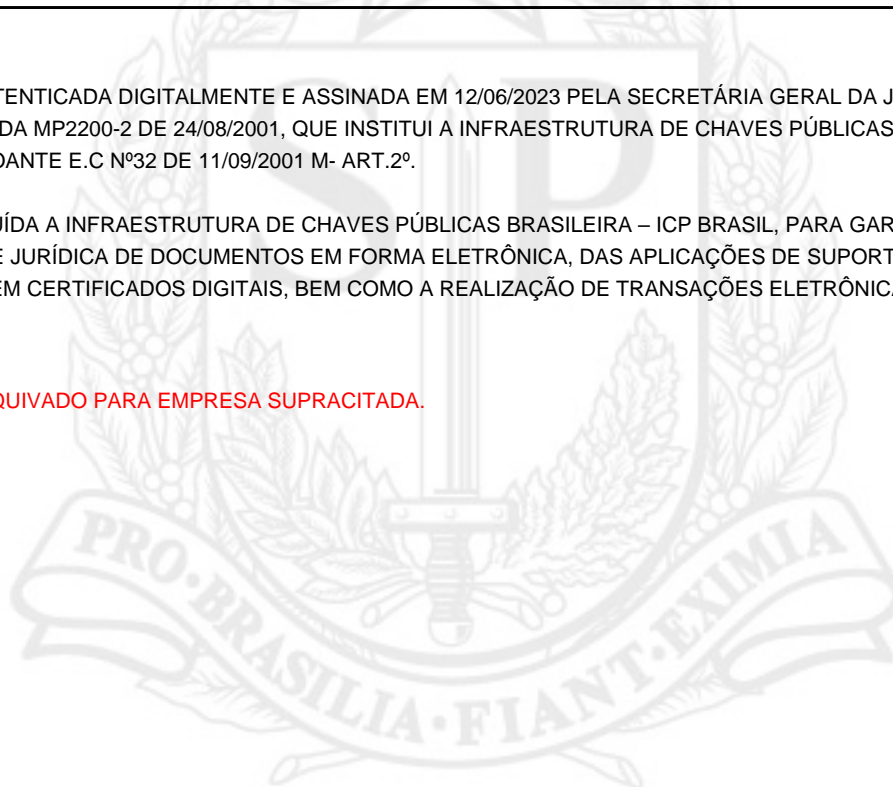 TENTICADA DIGITALMENTE E ASSINADA EM 12/06/2023 PELA SECRETÁRIA GERAL DA J
DA MP2200-2 DE 24/08/2001, QUE INSTITUI A INFRAESTRUTURA DE CHAVES PÚBLICAS
DANTE E.C Nº32 DE 11/09/2001 M- ART.2º.
ÍDA A INFRAESTRUTURA DE CHAVES PÚBLICAS BRASILEIRA – ICP BRASIL, PARA GAR
E JURÍDICA DE DOCUMENTOS EM FORMA ELETRÔNICA, DAS APLICAÇÕES DE SUPORT
EM CERTIFICADOS DIGITAIS, BEM COMO A REALIZAÇÃO DE TRANSAÇÕES ELETRÔNICA
QUIVADO PARA EMPRESA SUPRACITADA.
SP
PRO·BRASILIA·FIANT·EXIMIA